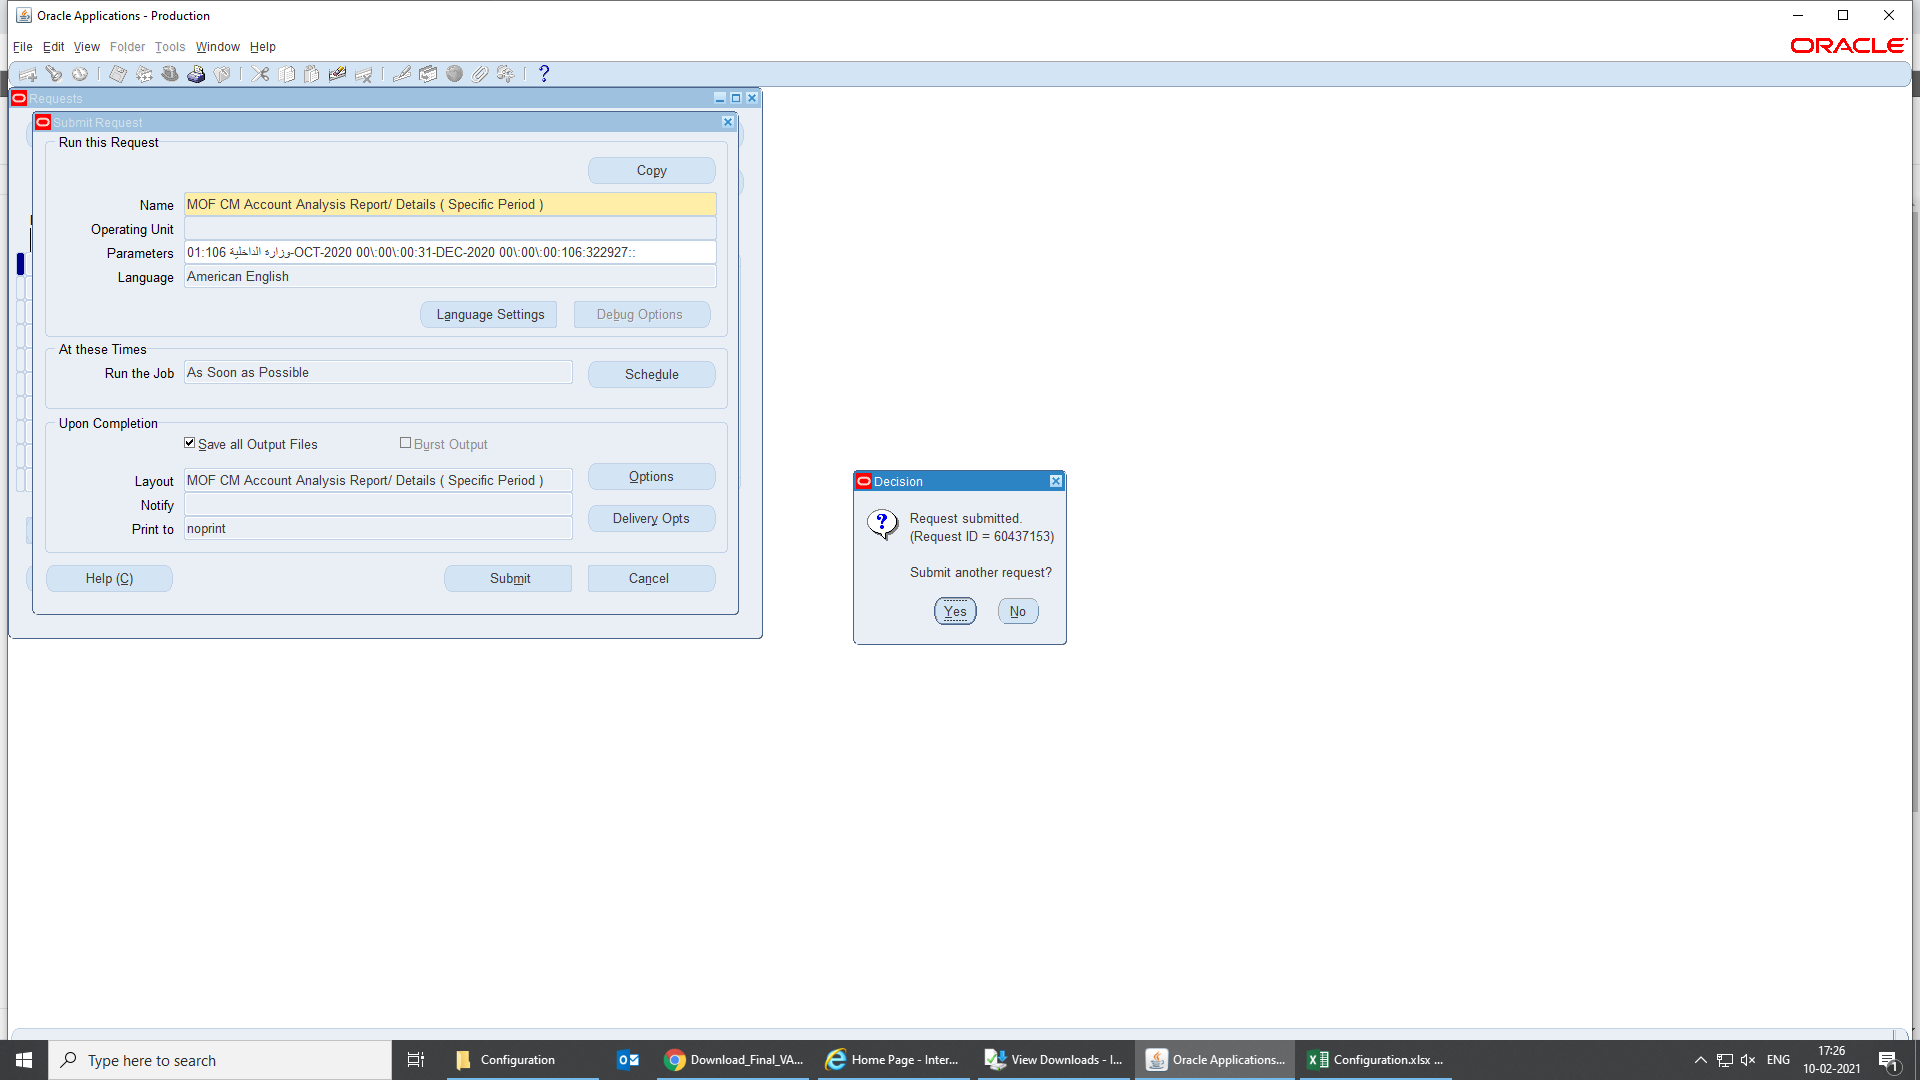 Oracle Applications - Production
File Edit View Folder Tools Window Help
ORACLE
Requests
Submit Request
Run this Request
Copy
Name MOF CM Account Analysis Report/ Details ( Specific Period )
Operating Unit
Parameters 01:106 وزارة الداخلية-OCT-2020 00\:00\:00:31-DEC-2020 00\:00\:00:106:322927::
Language American English
Language Settings Debug Options
At these Times
Run the Job As Soon as Possible Schedule
Upon Completion
Save all Output Files Burst Output
Layout MOF CM Account Analysis Report/ Details ( Specific Period ) Options
Notify
Delivery Opts
Print to noprint
Help (C) Submit Cancel
Decision
Request submitted.
(Request ID = 60437153)
Submit another request?
Yes No
Type here to search
Configuration
Download_Final_VA...
Home Page - Inter...
View Downloads - I...
Oracle Applications...
Configuration.xlsx ...
ENG
17:26
10-02-2021
1